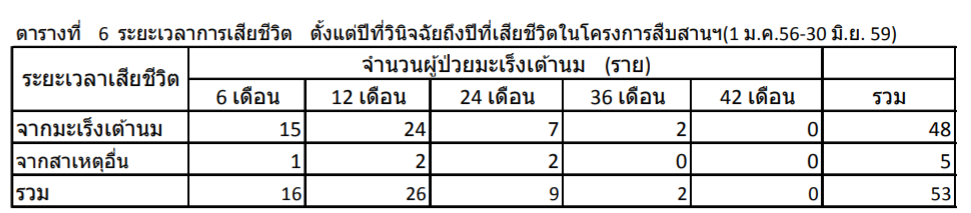 ตารางที่ 6 ระยะเวลาการเสียชีวิต ตั้งแต่ปีที่วินิจฉัยถึงปีที่เสียชีวิตในโครงการสืบสานฯ(1 ม.ค.56-30 มิ.ย. 59)
ระยะเวลาเสียชีวิต จำนวนผู้ป่วยมะเร็งเต้านม (ราย)
6 เดือน 12 เดือน 24 เดือน 36 เดือน 42 เดือน รวม
จากมะเร็งเต้านม 15 24 7 2 0 48
จากสาเหตุอื่น 1 2 2 0 0 5
รวม 16 26 9 2 0 53